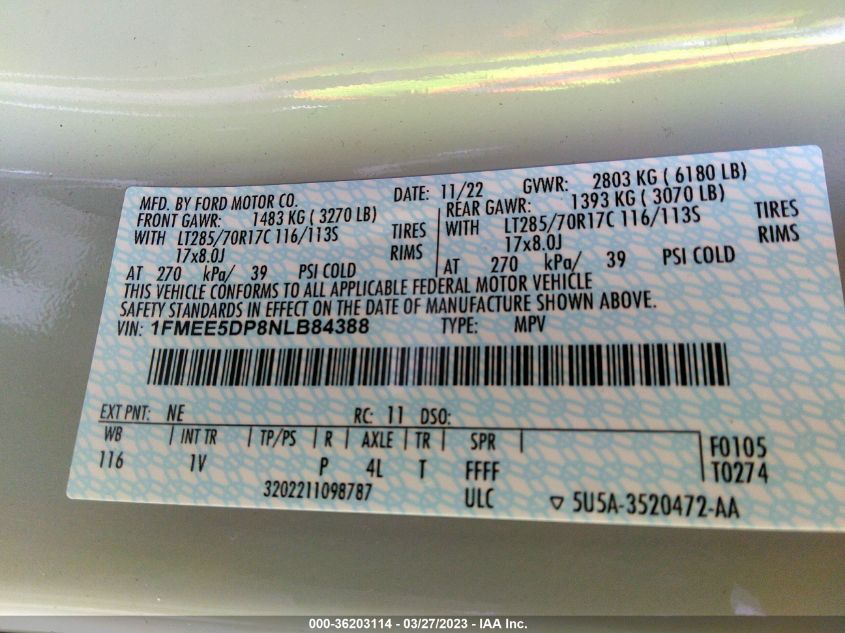 MFD. BY FORD MOTOR CO. DATE: 11/22 GVWR: 2803 KG ( 6180 LB)
FRONT GAWR: 1483 KG ( 3270 LB) REAR GAWR: 1393 KG ( 3070 LB)
WITH LT285/70R17C 116/113S TIRES WITH LT285/70R17C 116/113S TIRES
17x8.0J RIMS 17x8.0J RIMS
AT 270 kPa/ 39 PSI COLD AT 270 kPa/ 39 PSI COLD
THIS VEHICLE CONFORMS TO ALL APPLICABLE FEDERAL MOTOR VEHICLE
SAFETY STANDARDS IN EFFECT ON THE DATE OF MANUFACTURE SHOWN ABOVE.
VIN: 1FMEE5DP8NLB84388 TYPE: MPV
EXT PNT: NE RC: 11 DSO:
WB INT TR TP/PS R AXLE TR SPR F0105
116 1V P 4L T FFFF T0274
3202211098787 ULC 5U5A-3520472-AA
000-36203114 - 03/27/2023 - IAA Inc.